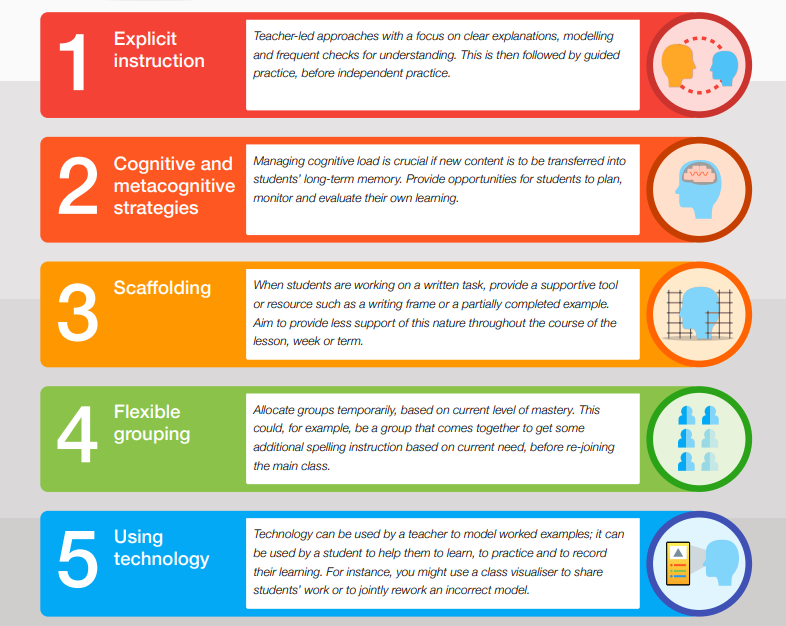 1
Explicit
instruction
Teacher-led approaches with a focus on clear explanations, modelling
and frequent checks for understanding. This is then followed by guided
practice, before independent practice.
2
Cognitive and
metacognitive
strategies
Managing cognitive load is crucial if new content is to be transferred into
students' long-term memory. Provide opportunities for students to plan,
monitor and evaluate their own learning.
3
Scaffolding
When students are working on a written task, provide a supportive tool
or resource such as a writing frame or a partially completed example.
Aim to provide less support of this nature throughout the course of the
lesson, week or term.
4
Flexible
grouping
Allocate groups temporarily, based on current level of mastery. This
could, for example, be a group that comes together to get some
additional spelling instruction based on current need, before re-joining
the main class.
5
Using
technology
Technology can be used by a teacher to model worked examples; it can
be used by a student to help them to learn, to practice and to record
their learning. For instance, you might use a class visualiser to share
students' work or to jointly rework an incorrect model.